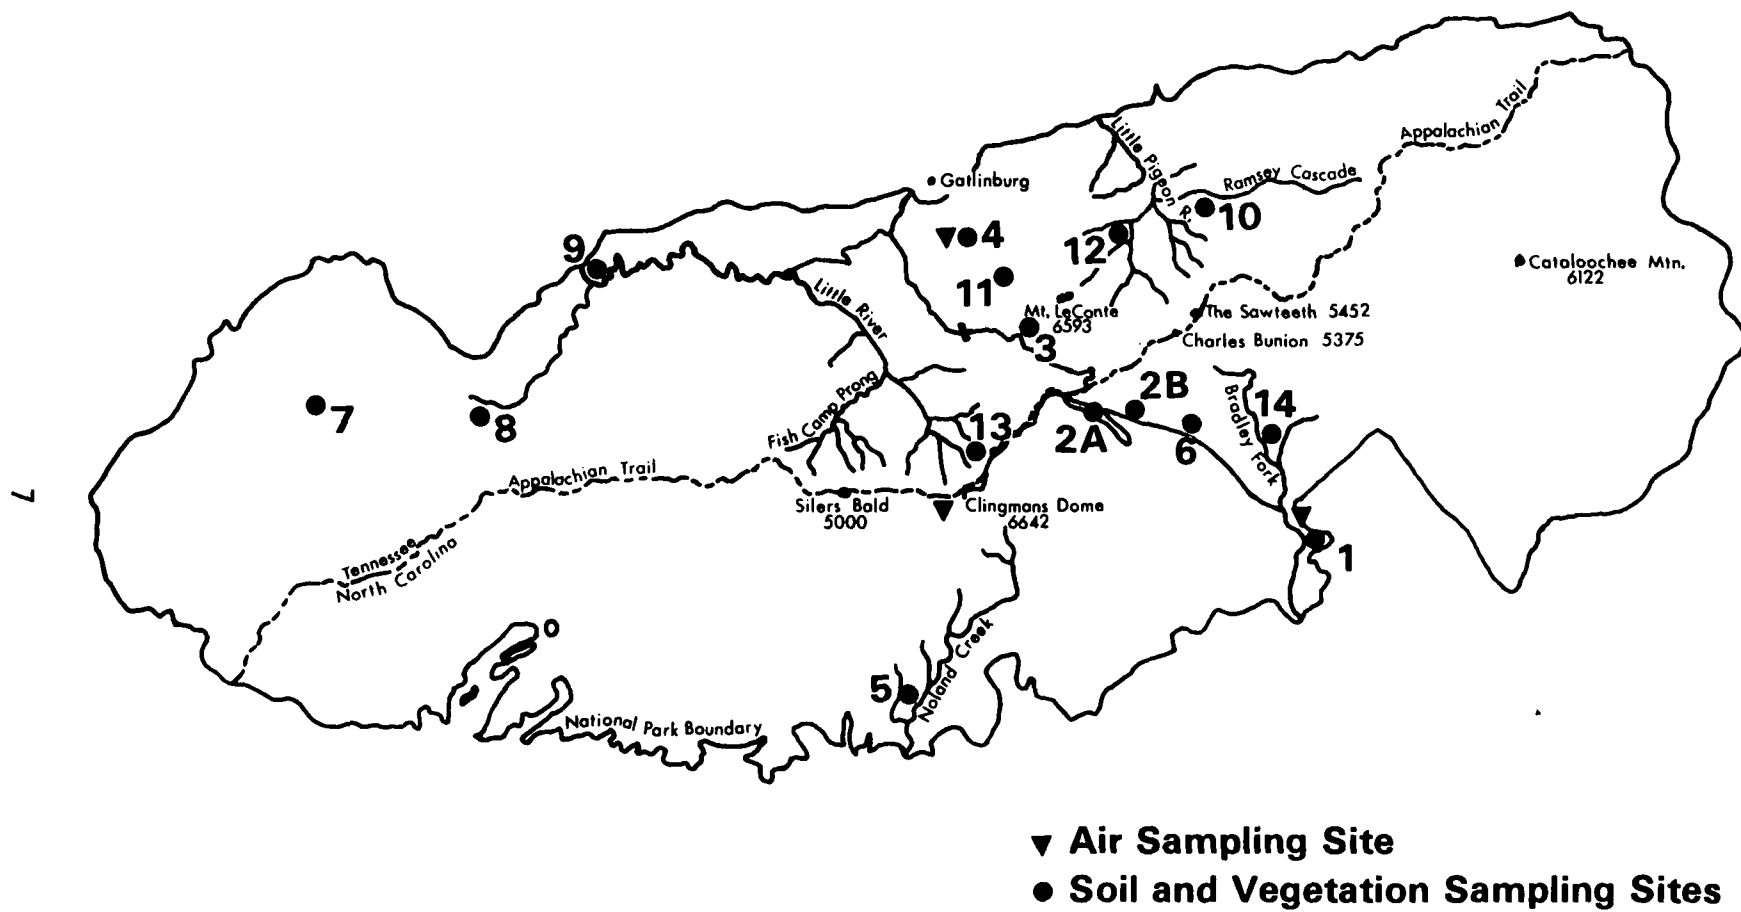 Little Pigeon R.
Appalachian Trail
Gatlinburg
Ramsey Cascade
10
4
12
9
Cataloochee Mtn.
6122
11
Little River
Mt. LeConte
6593
The Sawteeth 5452
3
Charles Bunion 5375
2B
Fish Camp Prong
7
8
13
2A
6
Bradley Fork
14
Appalachian Trail
7
Silers Bald
5000
Clingmans Dome
6642
Tennessee
North Carolina
1
5
Noland Creek
National Park Boundary
Air Sampling Site
Soil and Vegetation Sampling Sites